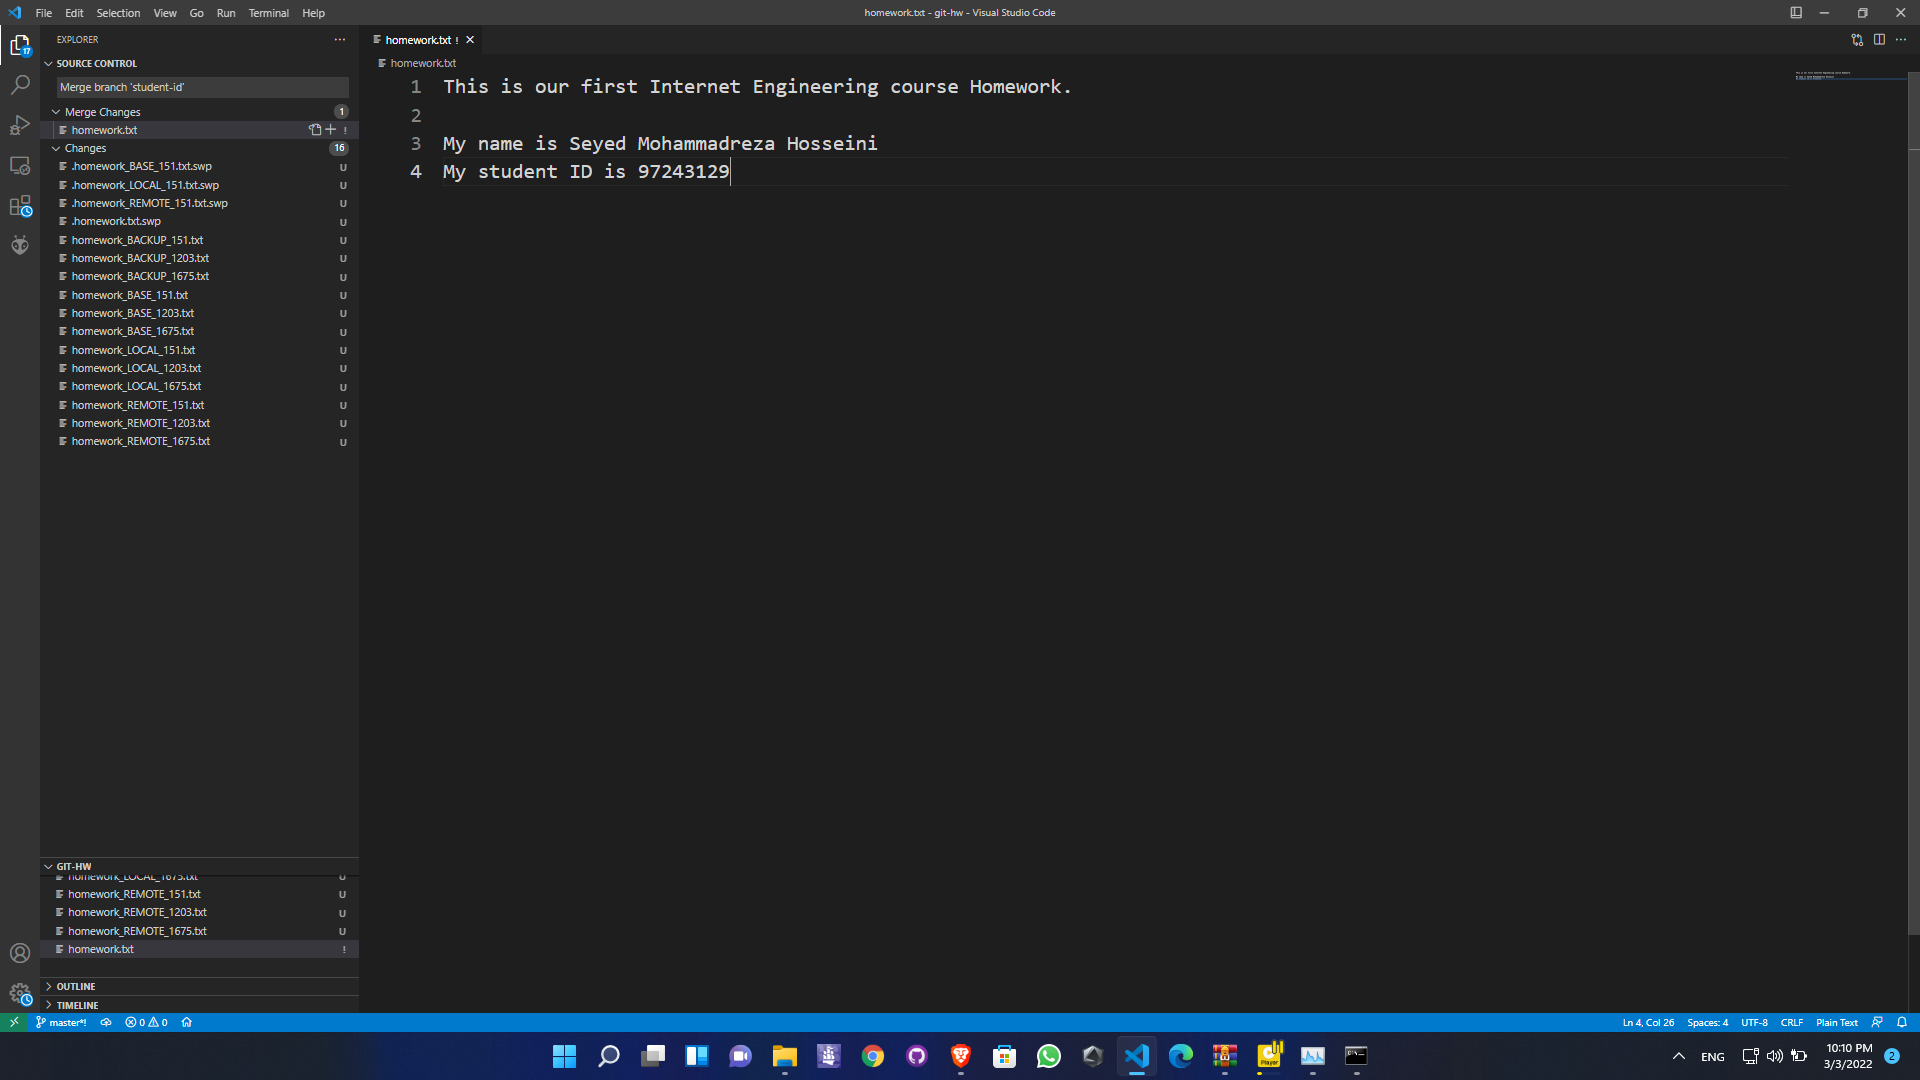 File Edit Selection View Go Run Terminal Help
homework.txt - git-hw - Visual Studio Code
17
EXPLORER
SOURCE CONTROL
Merge branch 'student-id'
Merge Changes 1
homework.txt !
Changes 16
.homework_BASE_151.txt.swp U
.homework_LOCAL_151.txt.swp U
.homework_REMOTE_151.txt.swp U
.homework.txt.swp U
homework_BACKUP_151.txt U
homework_BACKUP_1203.txt U
homework_BACKUP_1675.txt U
homework_BASE_151.txt U
homework_BASE_1203.txt U
homework_BASE_1675.txt U
homework_LOCAL_151.txt U
homework_LOCAL_1203.txt U
homework_LOCAL_1675.txt U
homework_REMOTE_151.txt U
homework_REMOTE_1203.txt U
homework_REMOTE_1675.txt U
GIT-HW
homework_LOCAL_1675.txt U
homework_REMOTE_151.txt U
homework_REMOTE_1203.txt U
homework_REMOTE_1675.txt U
homework.txt !
OUTLINE
TIMELINE
homework.txt !
homework.txt
1 This is our first Internet Engineering course Homework.
2
3 My name is Seyed Mohammadreza Hosseini
4 My student ID is 97243129
master*! 0 0
Ln 4, Col 26 Spaces: 4 UTF-8 CRLF Plain Text
Player
ENG
10:10 PM
3/3/2022
2